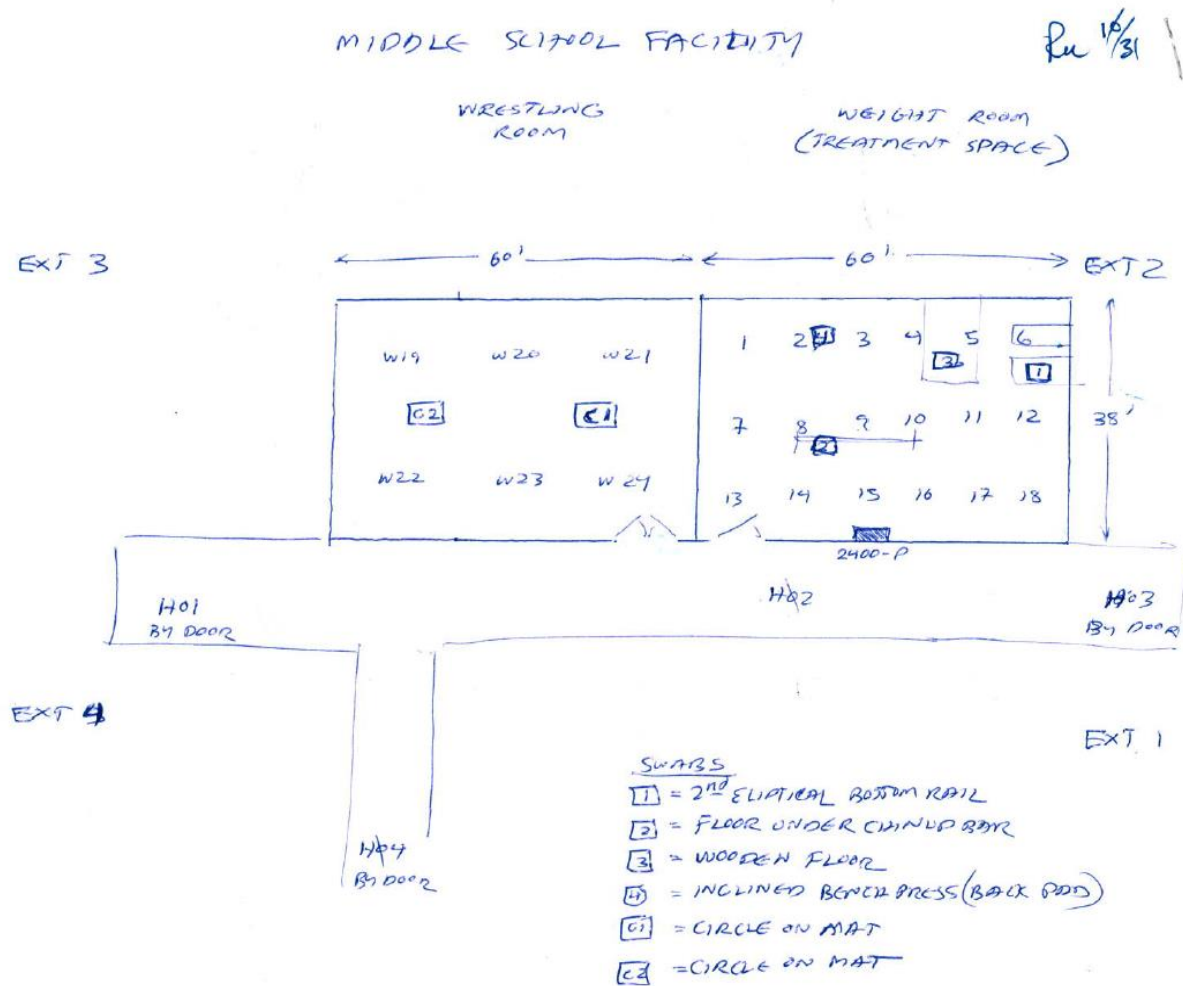 MIDDLE SCHOOL FACILITY
10/31
WRESTLING
ROOM
WEIGHT ROOM
(TREATMENT SPACE)
EXT 3
60'
60'
EXT 2
1 2 4 3 4 5 6
W19 W20 W21
3
1
C2 C1
7 8 9 10 11 12
38'
2
W22 W23 W24
13 14 15 16 17 18
2400-P
H01
BY DOOR
H02
H03
BY DOOR
EXT 4
EXT 1
H04
BY DOOR
SWABS
1 = 2nd ELIPTICAL BOTTOM RAIL
2 = FLOOR UNDER CHINUP BAR
3 = WOODEN FLOOR
4 = INCLINED BENCH PRESS (BACK PAD)
C1 = CIRCLE ON MAT
C2 = CIRCLE ON MAT